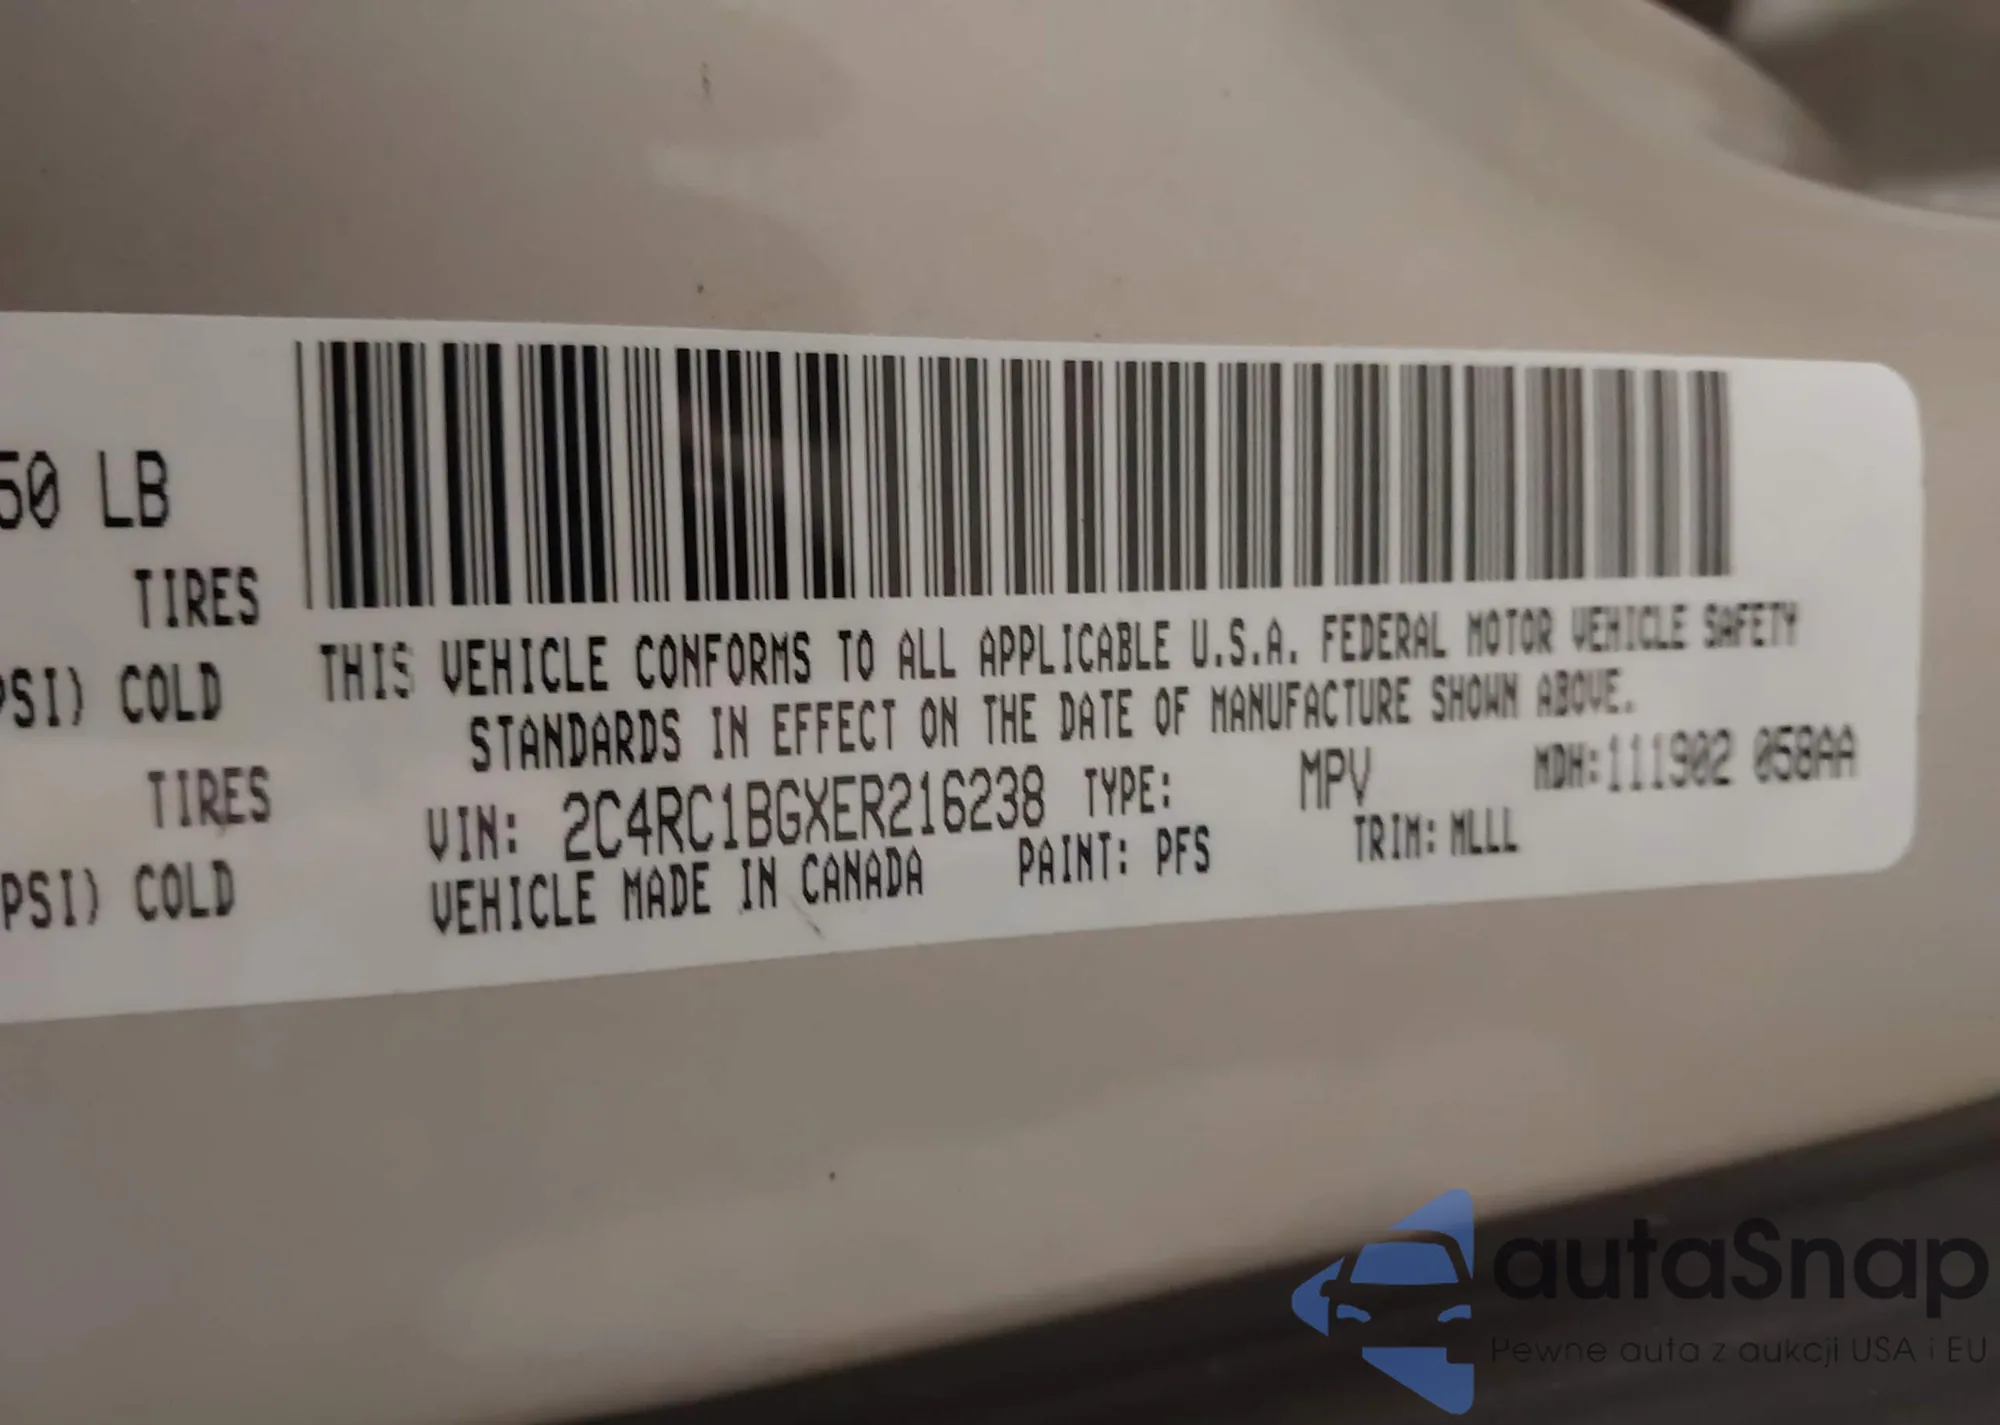 50 LB
TIRES
PSI) COLD
TIRES
PSI) COLD
THIS VEHICLE CONFORMS TO ALL APPLICABLE U.S.A. FEDERAL MOTOR VEHICLE SAFETY
STANDARDS IN EFFECT ON THE DATE OF MANUFACTURE SHOWN ABOVE.
VIN: 2C4RC1BGXER216238 TYPE: MPV MDH:111902 058AA
VEHICLE MADE IN CANADA PAINT: PFS TRIM: MLLL
autaSnap
Pewne auta z aukcji USA i EU